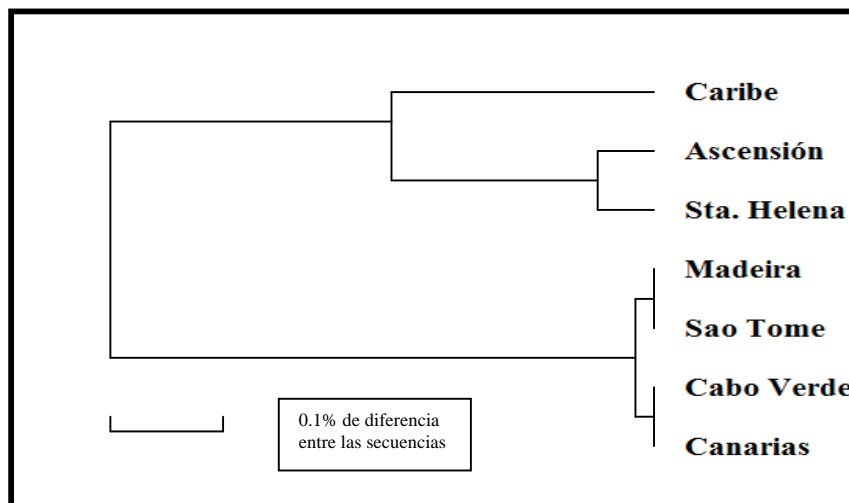 Caribe
Ascensión
Sta. Helena
Madeira
Sao Tome
Cabo Verde
Canarias
0.1% de diferencia
entre las secuencias